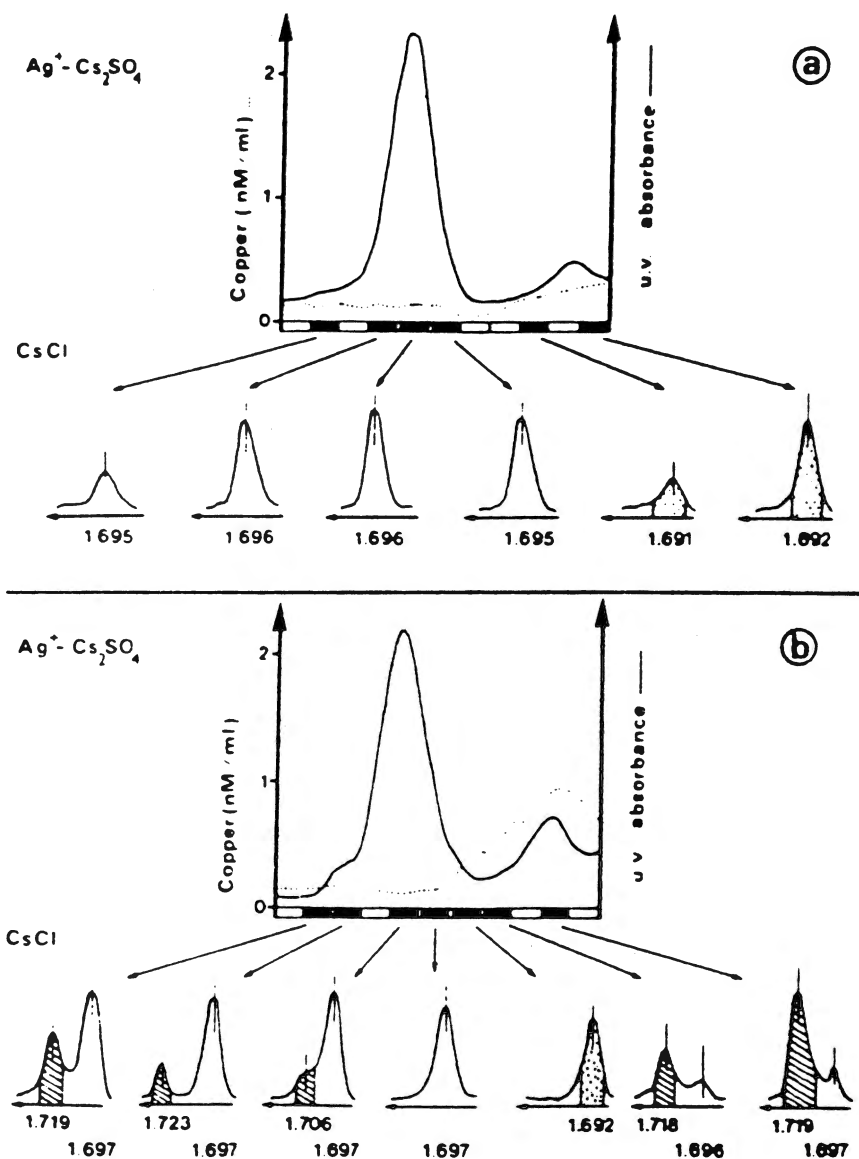 Ag+-Cs2SO4
ⓐ
Copper (nM/ml)
2
1
0
u.v absorbance
CsCl
1.695 1.696 1.696 1.695 1.691 1.692
Ag+-Cs2SO4
ⓑ
Copper (nM/ml)
2
1
0
u.v absorbance
CsCl
1.719 1.723 1.706 1.692 1.718 1.719
1.697 1.697 1.697 1.697 1.696 1.697